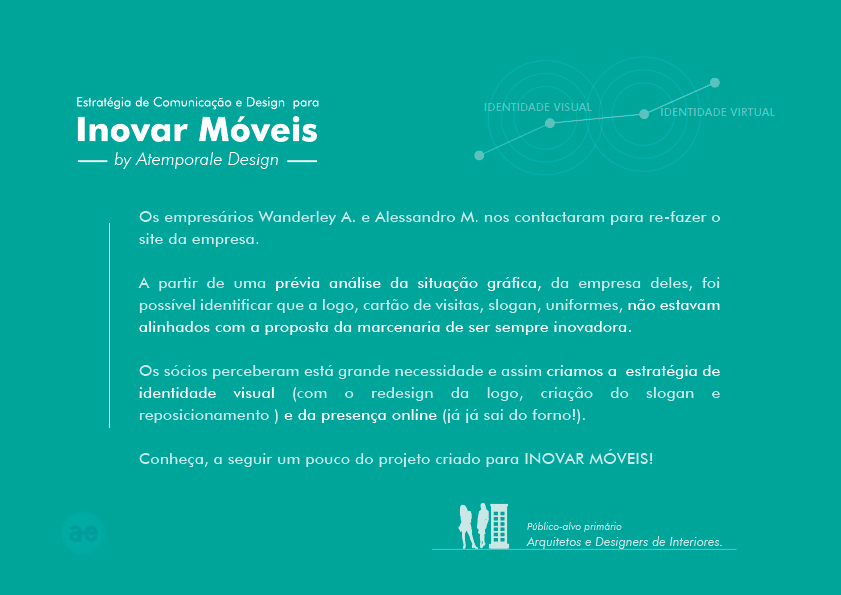 Estratégia de Comunicação e Design para
Inovar Móveis
by Atemporale Design
IDENTIDADE VISUAL
IDENTIDADE VIRTUAL
Os empresários Wanderley A. e Alessandro M. nos contactaram para re-fazer o
site da empresa.
A partir de uma prévia análise da situação gráfica, da empresa deles, foi
possível identificar que a logo, cartão de visitas, slogan, uniformes, não estavam
alinhados com a proposta da marcenaria de ser sempre inovadora.
Os sócios perceberam está grande necessidade e assim criamos a estratégia de
identidade visual (com o redesign da logo, criação do slogan e
reposicionamento ) e da presença online (já já sai do forno!).
Conheça, a seguir um pouco do projeto criado para INOVAR MÓVEIS!
ae
Público-alvo primário
Arquitetos e Designers de Interiores.